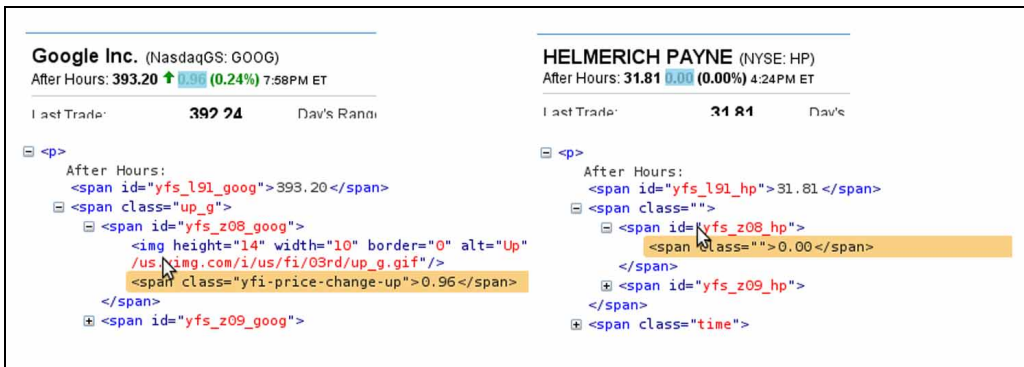 Google Inc. (NasdaqGS: GOOG)
After Hours: 393.20 0.96 (0.24%) 7:58PM ET
Last Trade: 392.24 Day's Range
<p>
After Hours:
<span id="yfs_l91_goog">393.20</span>
<span class="up_g">
<span id="yfs_z08_goog">
<img height="14" width="10" border="0" alt="Up"
/us.yimg.com/i/us/fi/03rd/up_g.gif"/>
<span class="yfi-price-change-up">0.96</span>
</span>
<span id="yfs_z09_goog">
HELMERICH PAYNE (NYSE: HP)
After Hours: 31.81 0.00 (0.00%) 4:24PM ET
Last Trade: 31.81 Day's
<p>
After Hours:
<span id="yfs_l91_hp">31.81</span>
<span class="">
<span id="yfs_z08_hp">
<span class="">0.00</span>
</span>
<span id="yfs_z09_hp">
</span>
<span class="time">